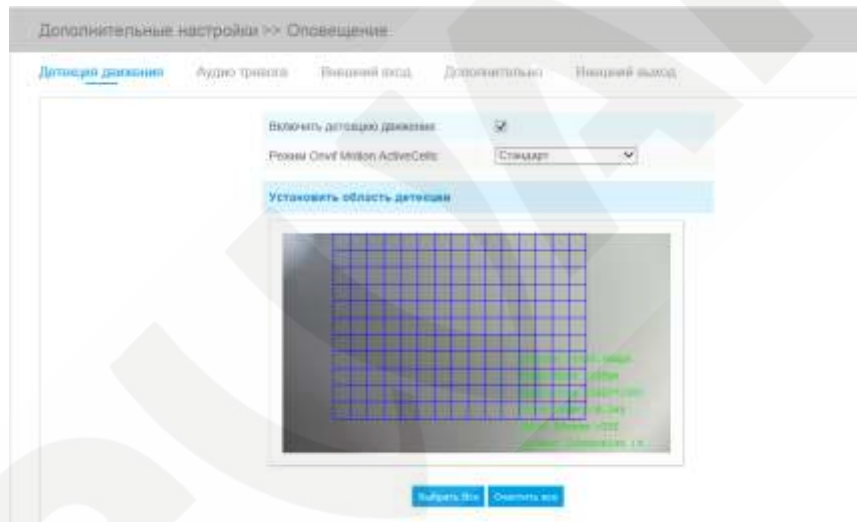 Дополнительные настройки >> Оповещение
Детекция движения Аудио тревога Внешний вход Дополнительно Внешний выход
Включить детекцию движения:
Режим Onvif Motion ActiveCells: Стандарт
Установить область детекции
Выбрать Все Очистить все